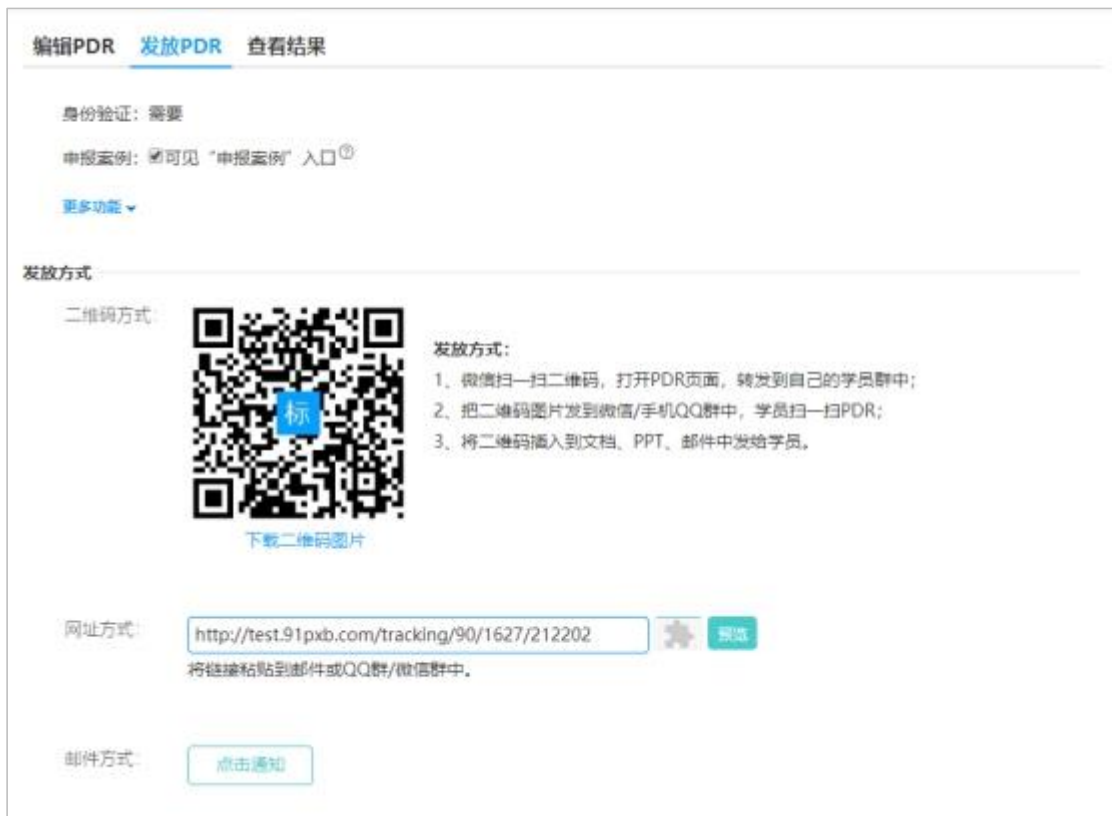 编辑PDR 发放PDR 查看结果
身份验证：需要
申报案例：可见“申报案例”入口?
更多功能
发放方式
二维码方式：
标
发放方式：
1、微信扫一扫二维码，打开PDR页面，转发到自己的学员群中；
2、把二维码图片发到微信/手机QQ群中，学员扫一扫PDR；
3、将二维码插入到文档、PPT、邮件中发给学员。
下载二维码图片
网址方式：
http://test.91pxb.com/tracking/90/1627/212202 预览
将链接粘贴到邮件或QQ群/微信群中。
邮件方式：
点击通知